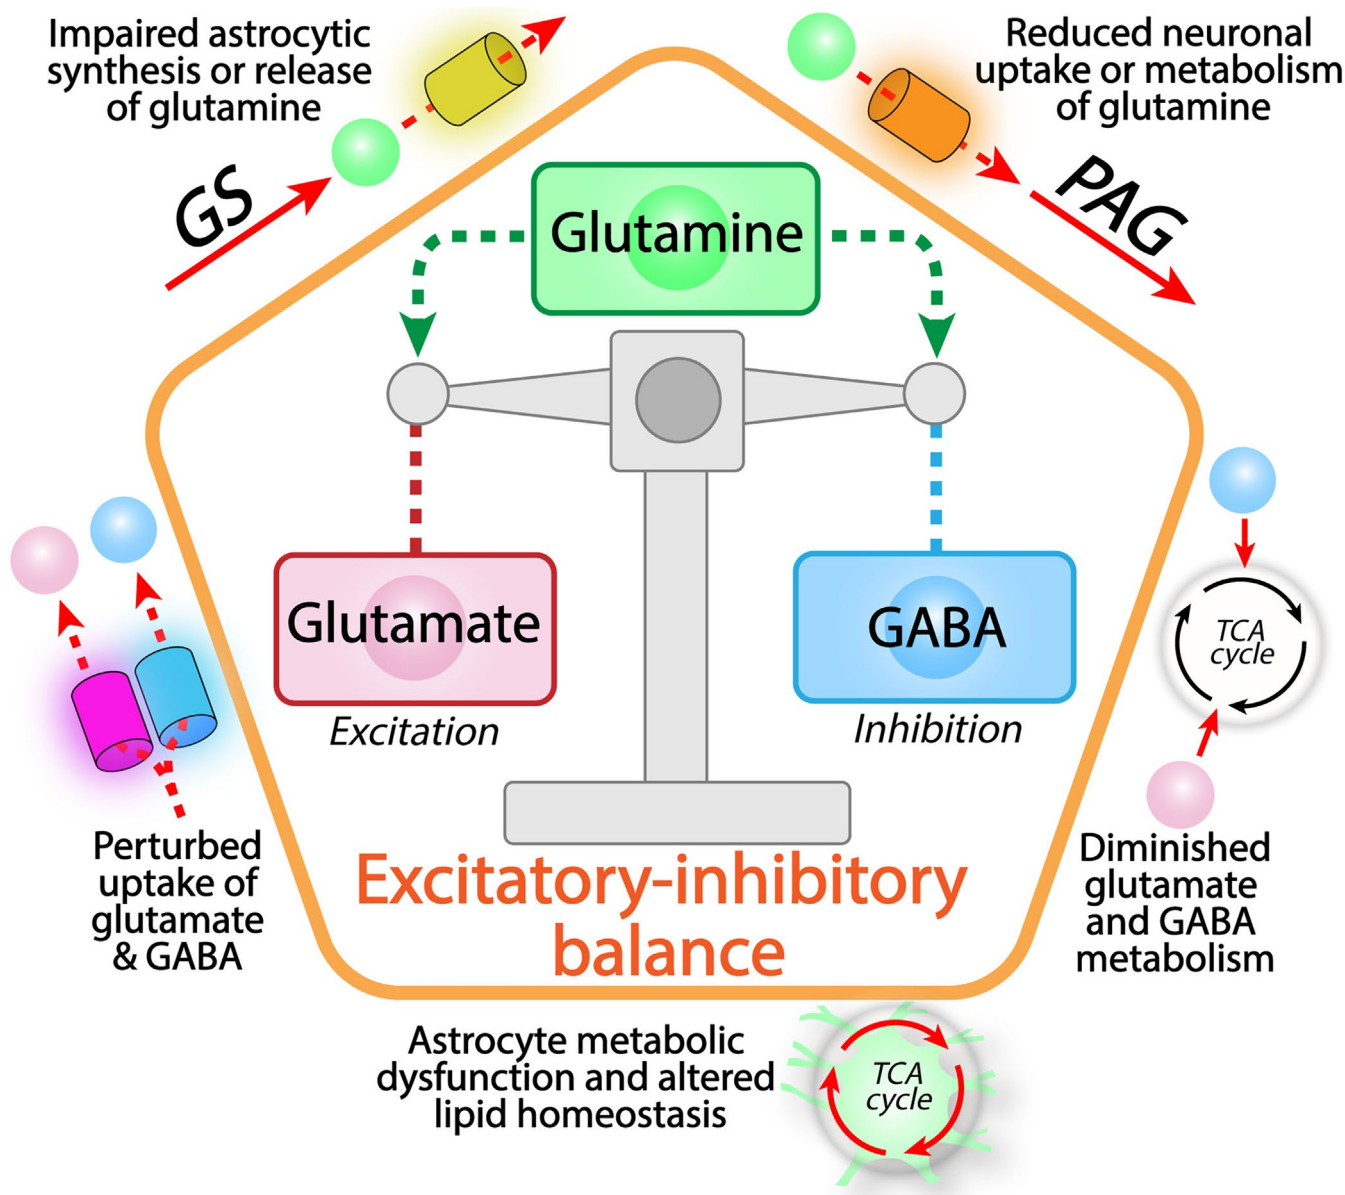 Impaired astrocytic
synthesis or release
of glutamine
GS
Reduced neuronal
uptake or metabolism
of glutamine
PAG
Glutamine
Glutamate
Excitation
GABA
Inhibition
TCA
cycle
Perturbed
uptake of
glutamate
& GABA
Diminished
glutamate
and GABA
metabolism
Excitatory-inhibitory
balance
Astrocyte metabolic
dysfunction and altered
lipid homeostasis
TCA
cycle